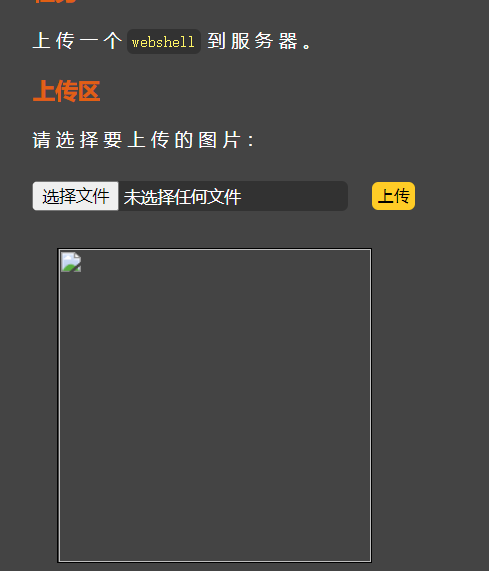 上传一个 webshell 到服务器。
上传区
请选择要上传的图片：
选择文件 未选择任何文件 上传